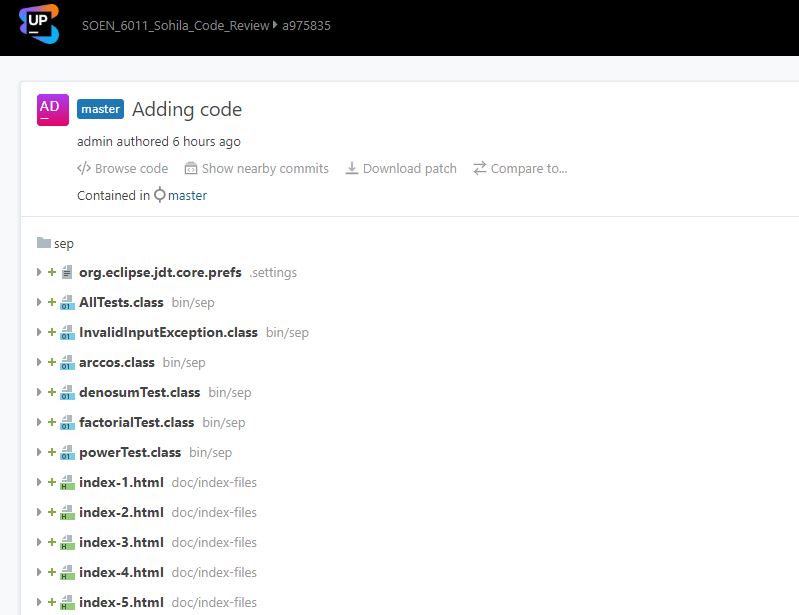 UP
SOEN_6011_Sohila_Code_Review a975835
AD master Adding code
admin authored 6 hours ago
Browse code Show nearby commits Download patch Compare to...
Contained in master
sep
org.eclipse.jdt.core.prefs .settings
AllTests.class bin/sep
InvalidInputException.class bin/sep
arccos.class bin/sep
denosumTest.class bin/sep
factorialTest.class bin/sep
powerTest.class bin/sep
index-1.html doc/index-files
index-2.html doc/index-files
index-3.html doc/index-files
index-4.html doc/index-files
index-5.html doc/index-files